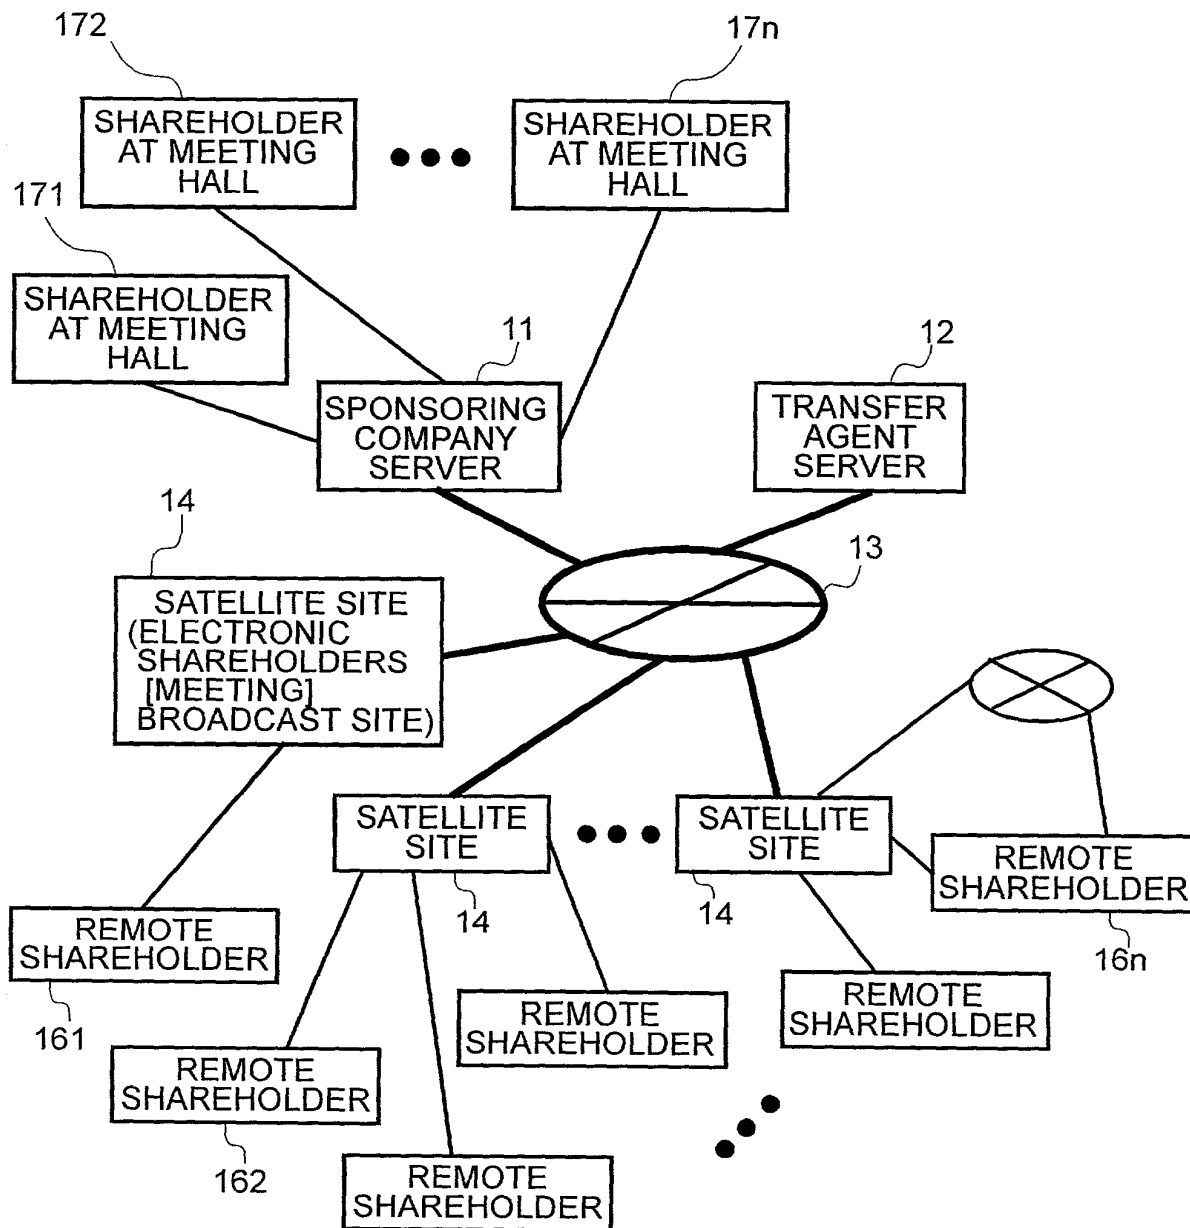 172
17n
SHAREHOLDER
AT MEETING
HALL
SHAREHOLDER
AT MEETING
HALL
171
SHAREHOLDER
AT MEETING
HALL
11
12
SPONSORING
COMPANY
SERVER
TRANSFER
AGENT
SERVER
14
13
SATELLITE SITE
(ELECTRONIC
SHAREHOLDERS
[MEETING]
BROADCAST SITE)
SATELLITE
SITE
SATELLITE
SITE
REMOTE
SHAREHOLDER
14
14
REMOTE
SHAREHOLDER
16n
161
REMOTE
SHAREHOLDER
REMOTE
SHAREHOLDER
REMOTE
SHAREHOLDER
162
REMOTE
SHAREHOLDER